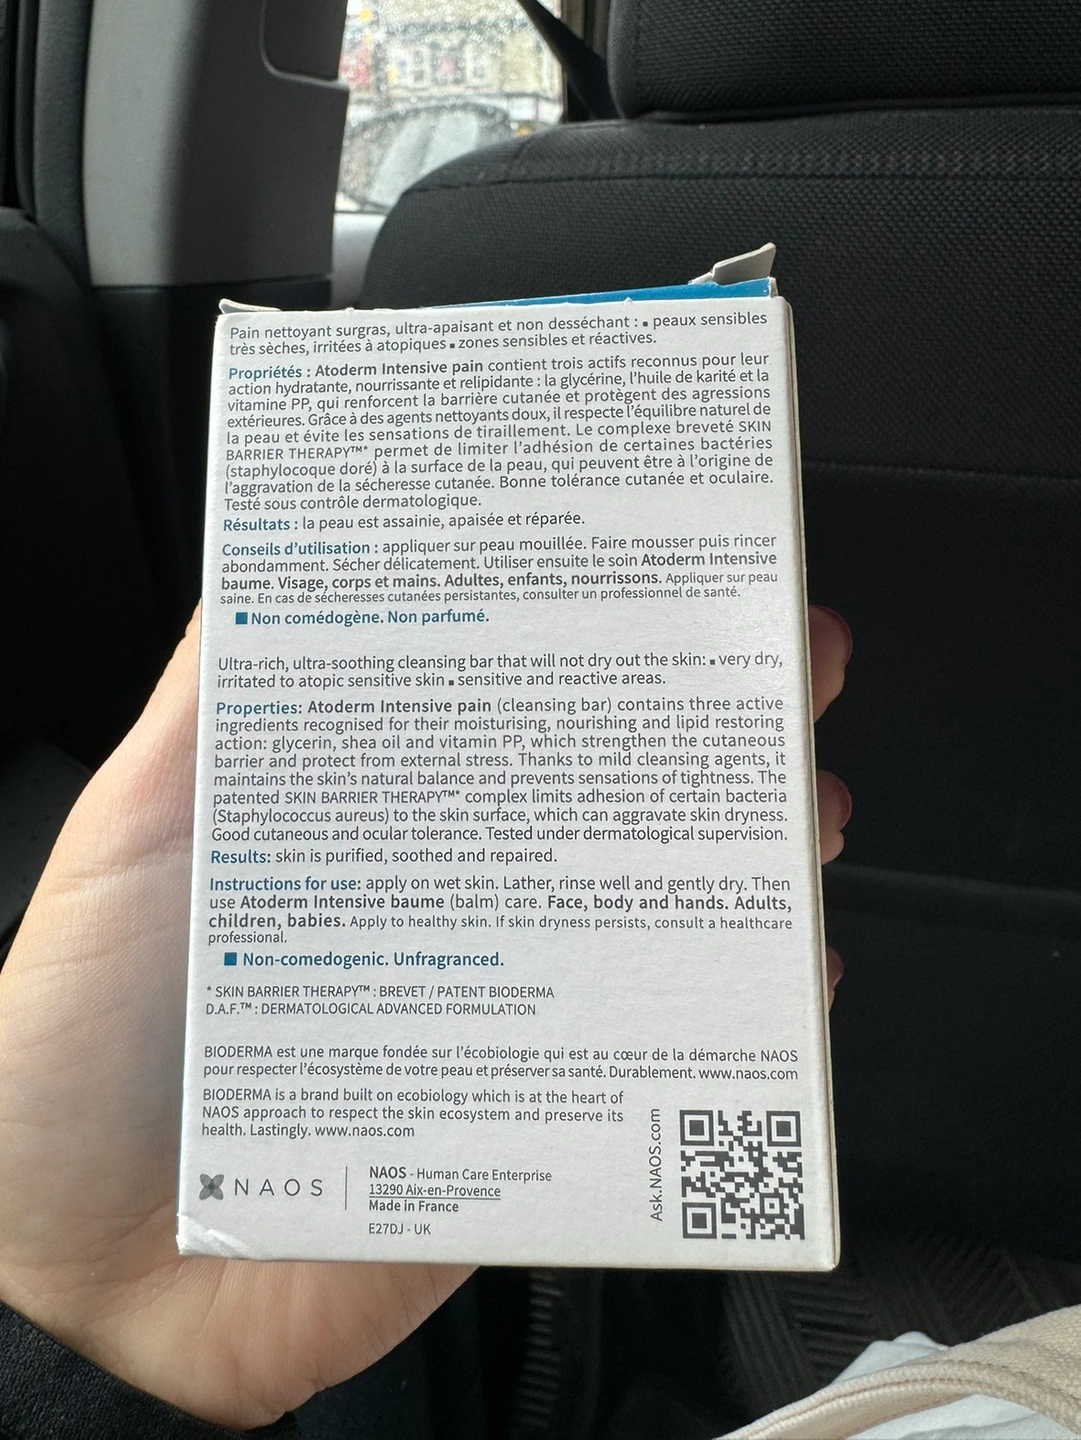 Pain nettoyant surgras, ultra-apaisant et non desséchant : ▪ peaux sensibles
très sèches, irritées à atopiques ▪ zones sensibles et réactives.
Propriétés : Atoderm Intensive pain contient trois actifs reconnus pour leur
action hydratante, nourrissante et relipidante : la glycérine, l'huile de karité et la
vitamine PP, qui renforcent la barrière cutanée et protègent des agressions
extérieures. Grâce à des agents nettoyants doux, il respecte l'équilibre naturel de
la peau et évite les sensations de tiraillement. Le complexe breveté SKIN
BARRIER THERAPY™* permet de limiter l'adhésion de certaines bactéries
(staphylocoque doré) à la surface de la peau, qui peuvent être à l'origine de
l'aggravation de la sécheresse cutanée. Bonne tolérance cutanée et oculaire.
Testé sous contrôle dermatologique.
Résultats : la peau est assainie, apaisée et réparée.
Conseils d'utilisation : appliquer sur peau mouillée. Faire mousser puis rincer
abondamment. Sécher délicatement. Utiliser ensuite le soin Atoderm Intensive
baume. Visage, corps et mains. Adultes, enfants, nourrissons. Appliquer sur peau
saine. En cas de sécheresses cutanées persistantes, consulter un professionnel de santé.
■ Non comédogène. Non parfumé.
Ultra-rich, ultra-soothing cleansing bar that will not dry out the skin: ▪ very dry,
irritated to atopic sensitive skin ▪ sensitive and reactive areas.
Properties: Atoderm Intensive pain (cleansing bar) contains three active
ingredients recognised for their moisturising, nourishing and lipid restoring
action: glycerin, shea oil and vitamin PP, which strengthen the cutaneous
barrier and protect from external stress. Thanks to mild cleansing agents, it
maintains the skin's natural balance and prevents sensations of tightness. The
patented SKIN BARRIER THERAPY™* complex limits adhesion of certain bacteria
(Staphylococcus aureus) to the skin surface, which can aggravate skin dryness.
Good cutaneous and ocular tolerance. Tested under dermatological supervision.
Results: skin is purified, soothed and repaired.
Instructions for use: apply on wet skin. Lather, rinse well and gently dry. Then
use Atoderm Intensive baume (balm) care. Face, body and hands. Adults,
children, babies. Apply to healthy skin. If skin dryness persists, consult a healthcare
professional.
■ Non-comedogenic. Unfragranced.
* SKIN BARRIER THERAPY™ : BREVET / PATENT BIODERMA
D.A.F.™ : DERMATOLOGICAL ADVANCED FORMULATION
BIODERMA est une marque fondée sur l'écobiologie qui est au cœur de la démarche NAOS
pour respecter l'écosystème de votre peau et préserver sa santé. Durablement. www.naos.com
BIODERMA is a brand built on ecobiology which is at the heart of
NAOS approach to respect the skin ecosystem and preserve its
health. Lastingly. www.naos.com
NAOS
NAOS - Human Care Enterprise
13290 Aix-en-Provence
Made in France
E27DJ - UK
Ask.NAOS.com